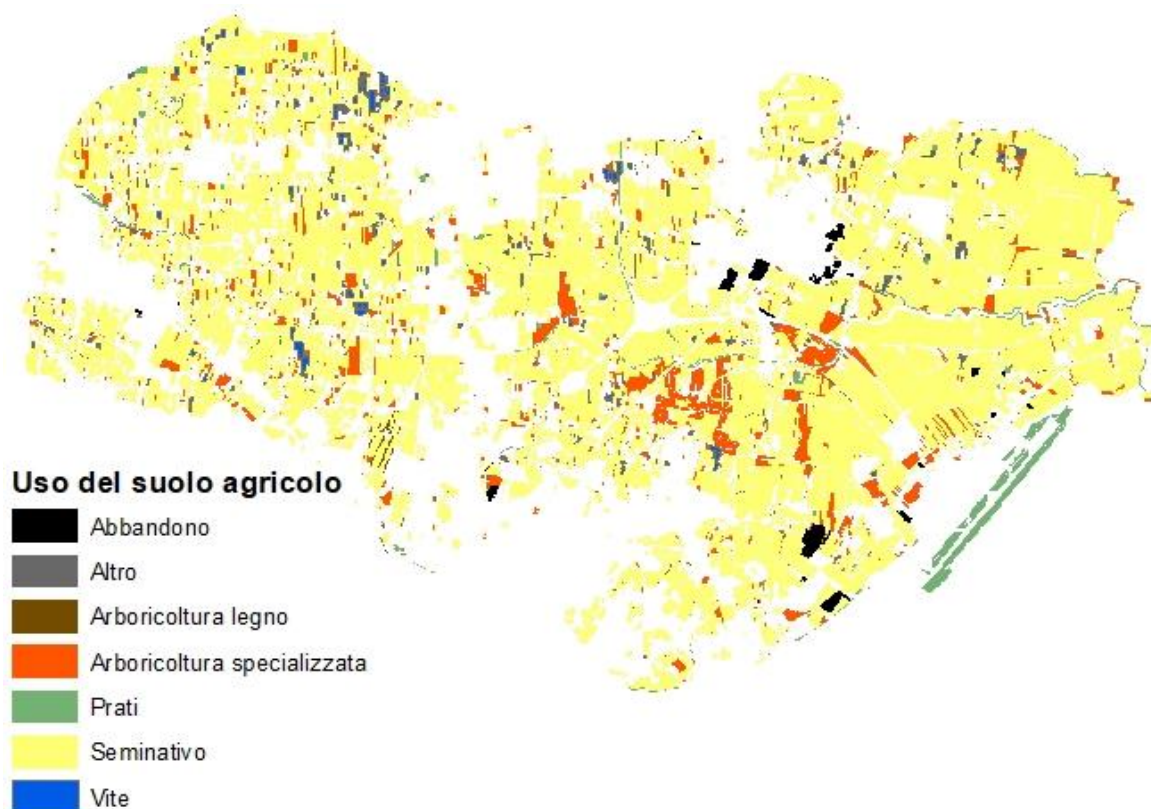 Uso del suolo agricolo
Abbandono
Altro
Arboricoltura legno
Arboricoltura specializzata
Prati
Seminativo
Vite